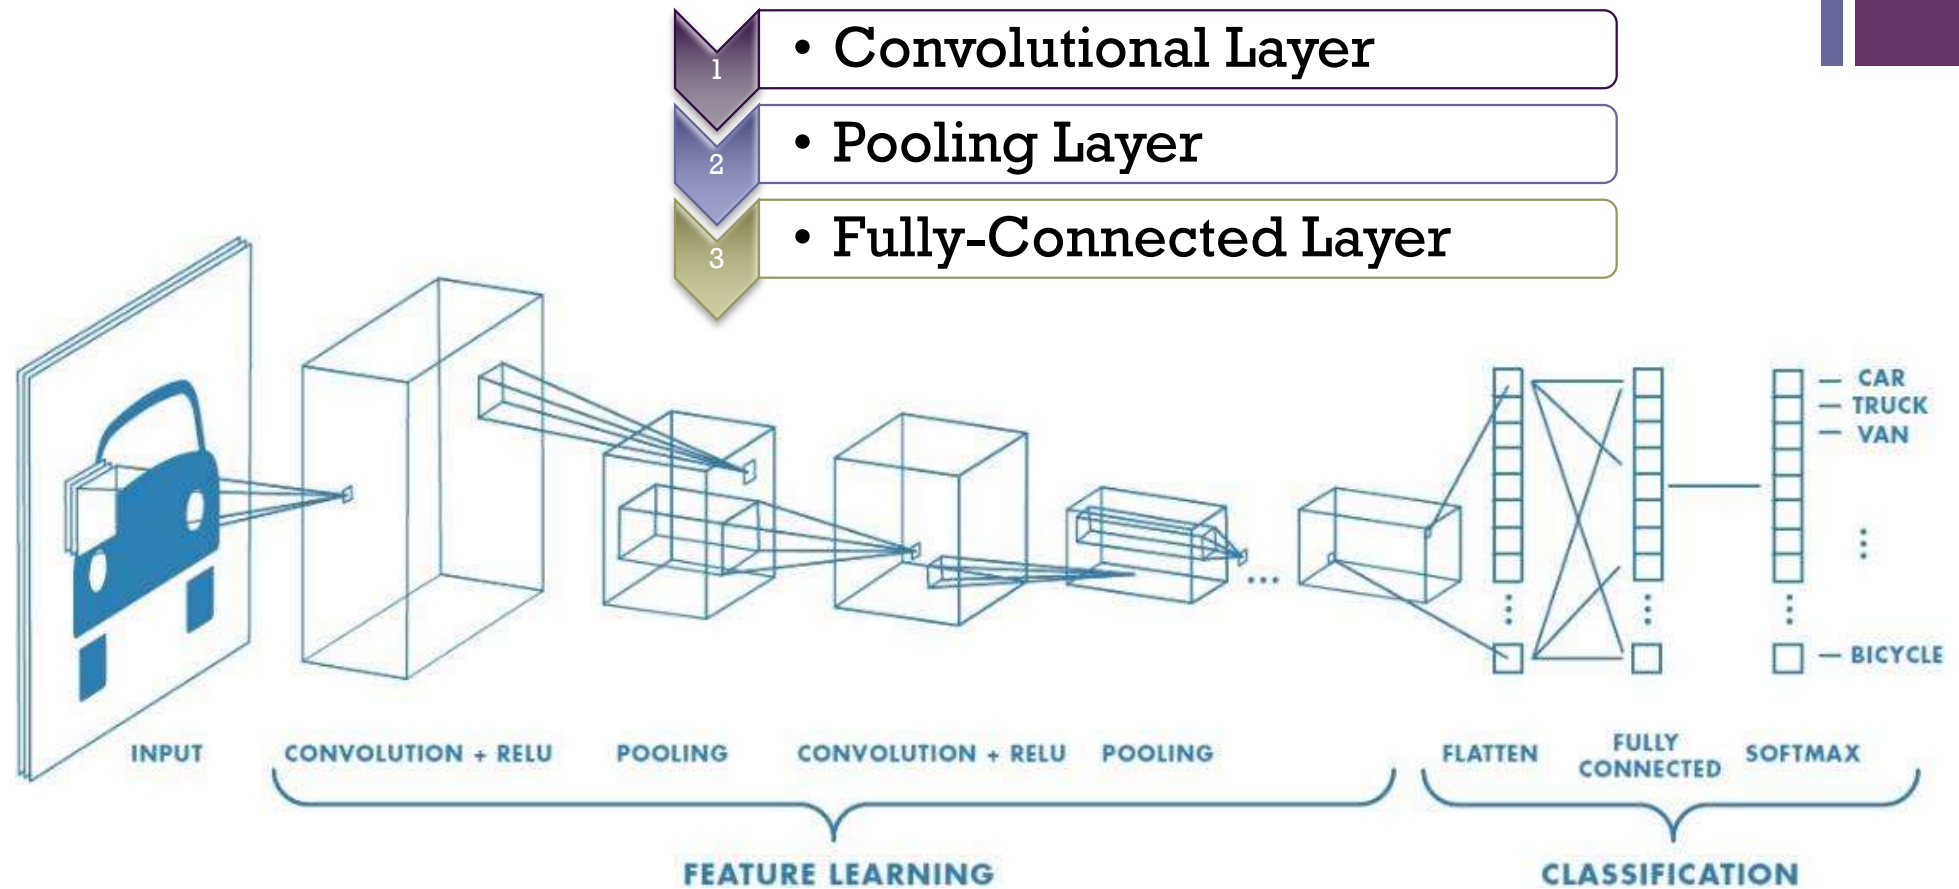 1
• Convolutional Layer
2
• Pooling Layer
3
• Fully-Connected Layer
— CAR
— TRUCK
— VAN
— BICYCLE
INPUT
CONVOLUTION + RELU
POOLING
CONVOLUTION + RELU
POOLING
FLATTEN
FULLY
CONNECTED
SOFTMAX
FEATURE LEARNING
CLASSIFICATION